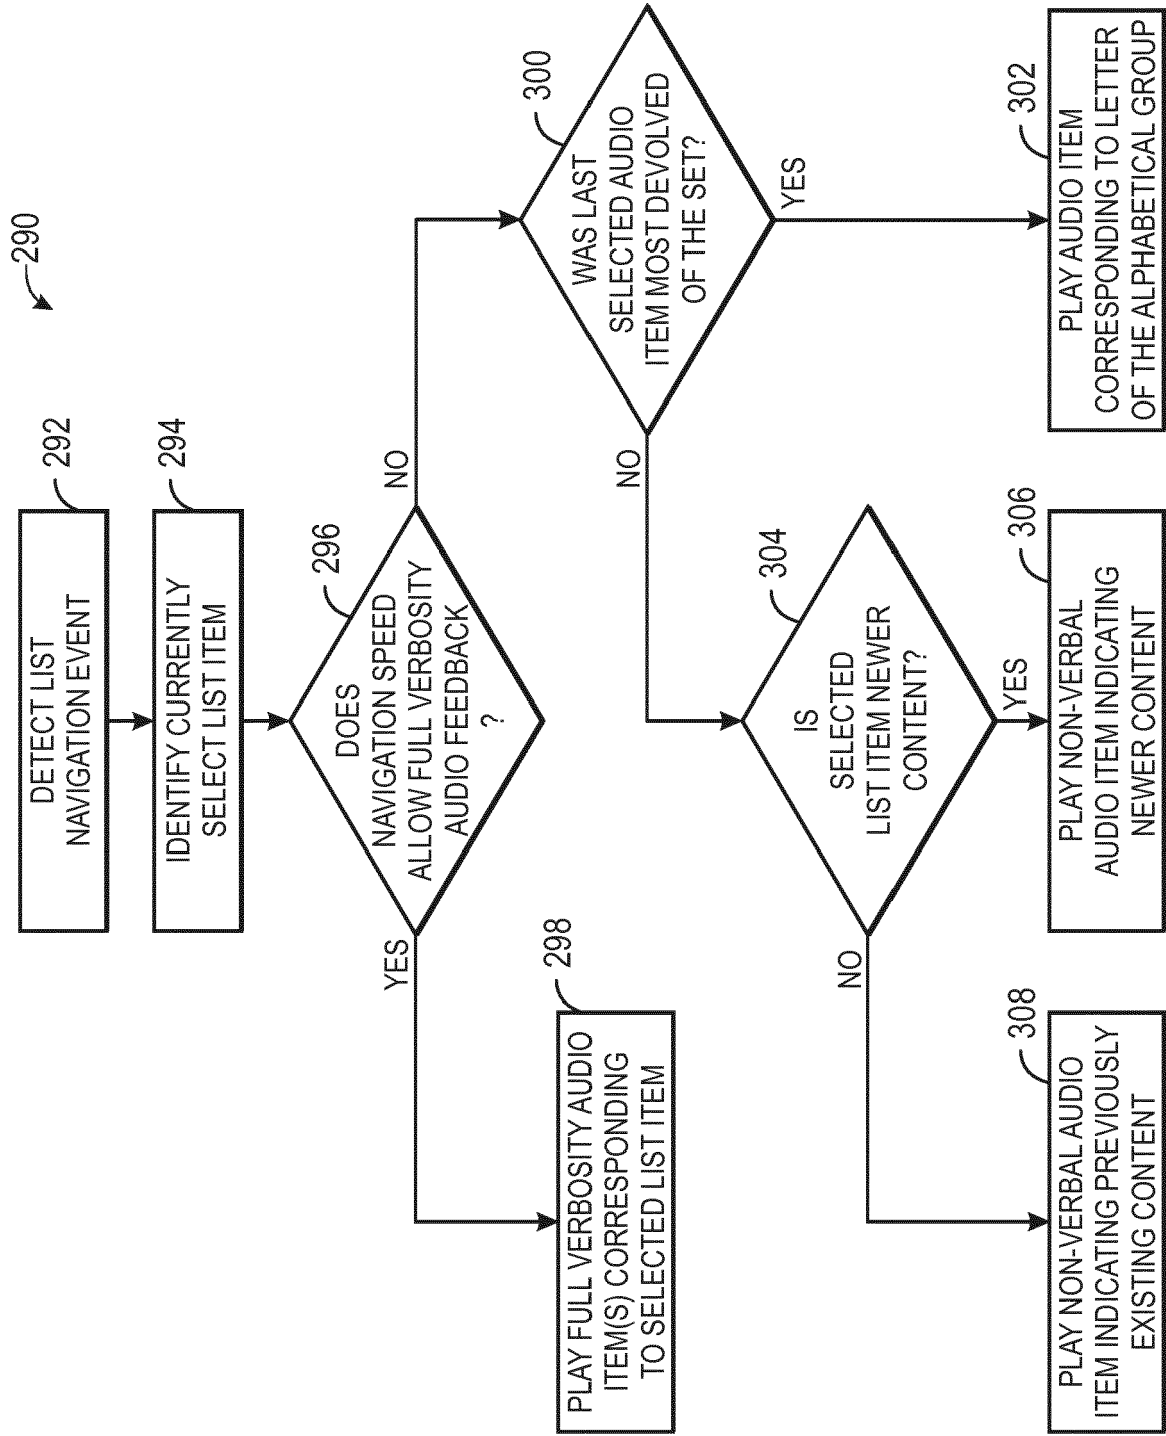 290
DETECT LIST
NAVIGATION EVENT
292
IDENTIFY CURRENTLY
SELECT LIST ITEM
294
DOES
NAVIGATION SPEED
ALLOW FULL VERBOSITY
AUDIO FEEDBACK
?
296
YES
NO
PLAY FULL VERBOSITY AUDIO
ITEM(S) CORRESPONDING
TO SELECTED LIST ITEM
298
WAS LAST
SELECTED AUDIO
ITEM MOST DEVOLVED
OF THE SET?
300
NO
YES
IS
SELECTED
LIST ITEM NEWER
CONTENT?
304
NO
YES
PLAY NON-VERBAL AUDIO
ITEM INDICATING PREVIOUSLY
EXISTING CONTENT
308
PLAY NON-VERBAL
AUDIO ITEM INDICATING
NEWER CONTENT
306
PLAY AUDIO ITEM
CORRESPONDING TO LETTER
OF THE ALPHABETICAL GROUP
302